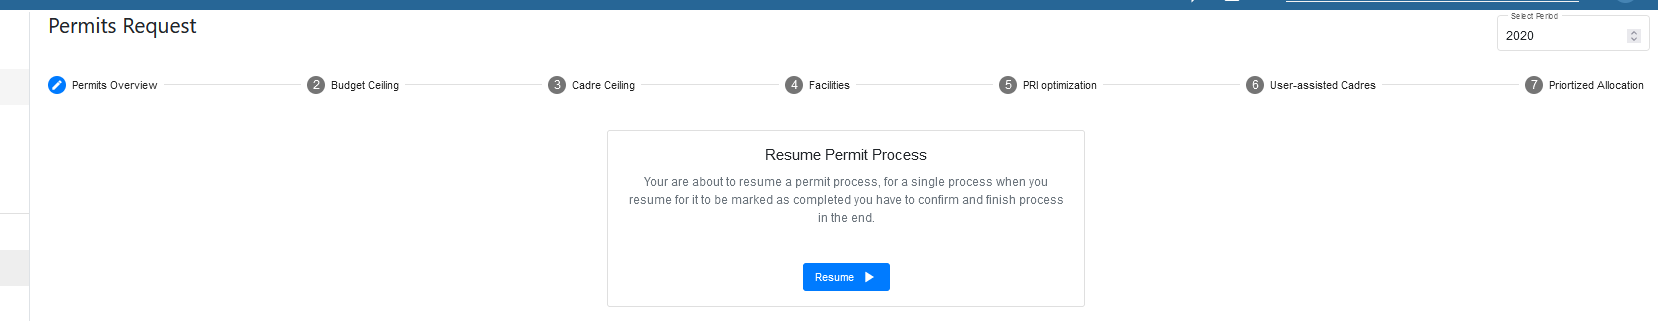 Permits Request
Select Period
2020
Permits Overview
2 Budget Ceiling
3 Cadre Ceiling
4 Facilities
5 PRI optimization
6 User-assisted Cadres
7 Priortized Allocation
Resume Permit Process
Your are about to resume a permit process, for a single process when you
resume for it to be marked as completed you have to confirm and finish process
in the end.
Resume